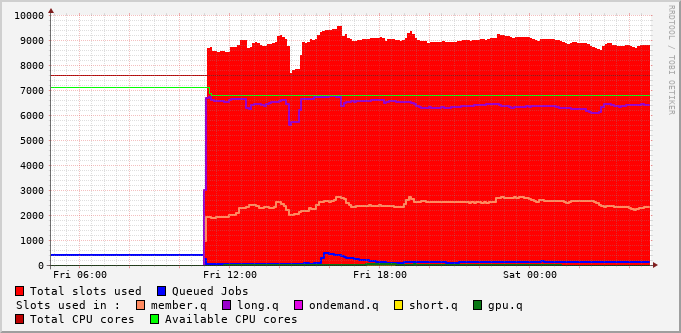 RRDTOOL / TOBI OETIKER
10000
9000
8000
7000
6000
5000
4000
3000
2000
1000
0
Fri 06:00 Fri 12:00 Fri 18:00 Sat 00:00
Total slots used Queued Jobs
Slots used in : member.q long.q ondemand.q short.q gpu.q
Total CPU cores Available CPU cores